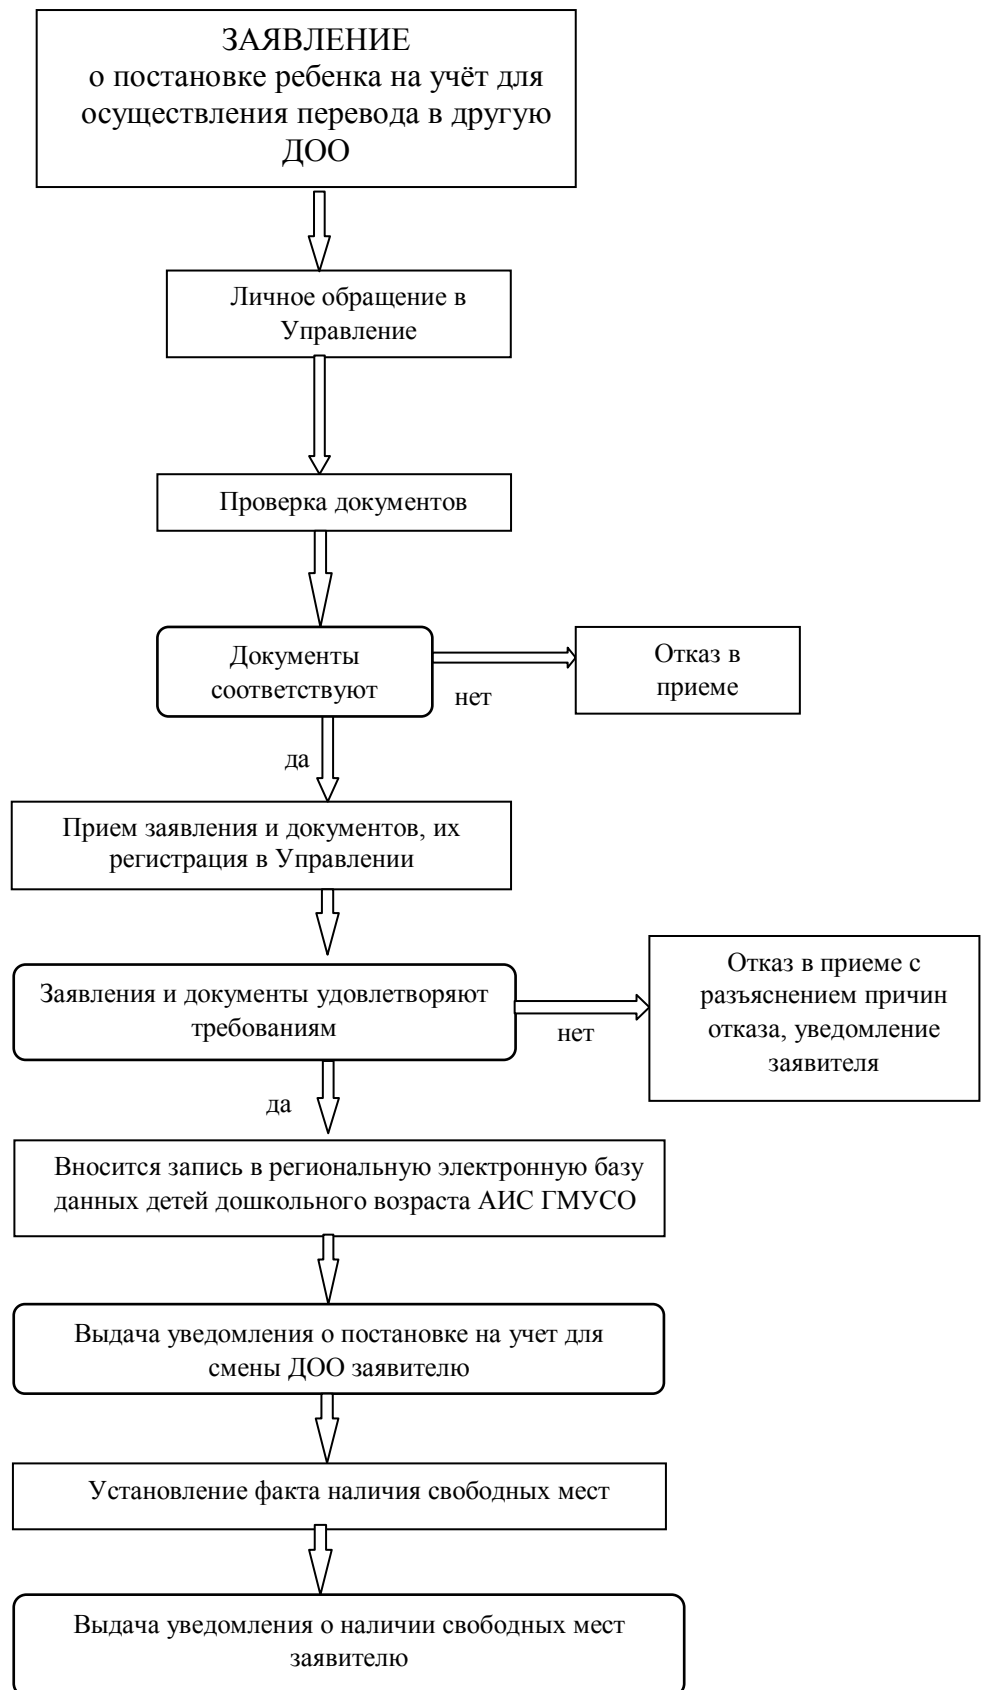 ЗАЯВЛЕНИЕ
о постановке ребенка на учёт для
осуществления перевода в другую
ДОО
Личное обращение в
Управление
Проверка документов
Документы
соответствуют
нет
Отказ в
приеме
да
Прием заявления и документов, их
регистрация в Управлении
Заявления и документы удовлетворяют
требованиям
нет
Отказ в приеме с
разъяснением причин
отказа, уведомление
заявителя
да
Вносится запись в региональную электронную базу
данных детей дошкольного возраста АИС ГМУСО
Выдача уведомления о постановке на учет для
смены ДОО заявителю
Установление факта наличия свободных мест
Выдача уведомления о наличии свободных мест
заявителю